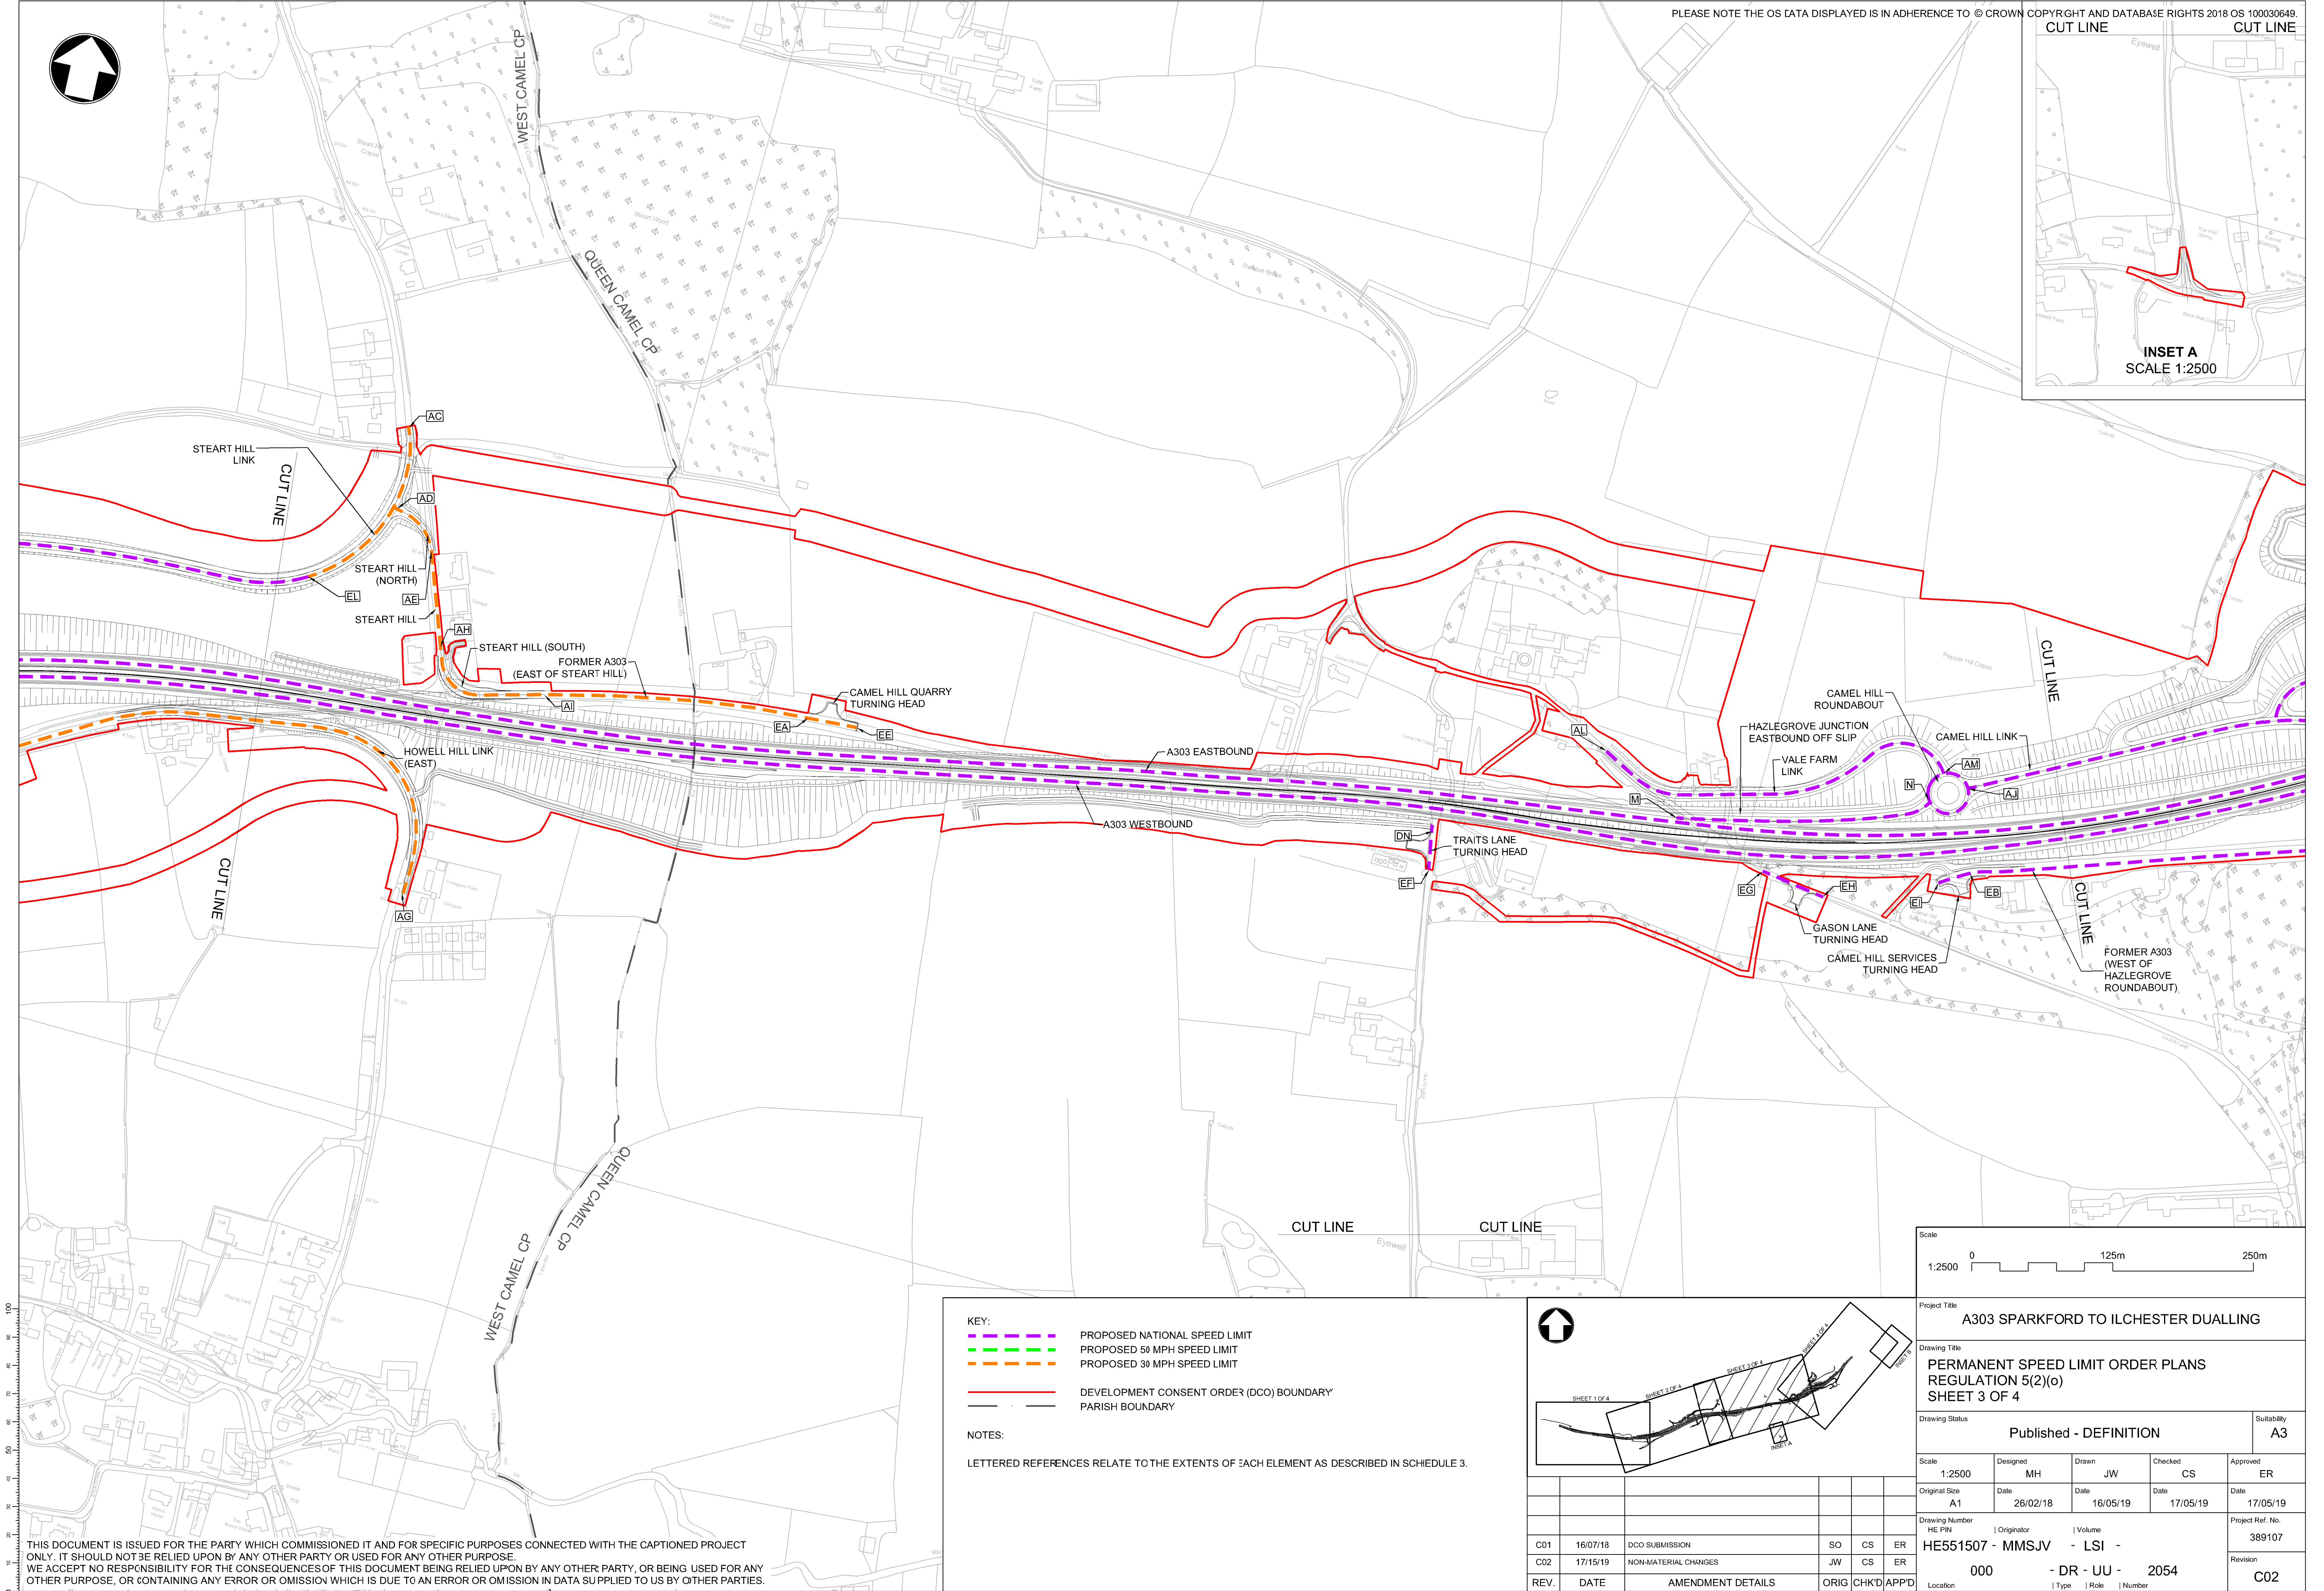 PLEASE NOTE THE OS DATA DISPLAYED IS IN ADHERENCE TO © CROWN COPYRIGHT AND DATABASE RIGHTS 2018 OS 100030649.
CUT LINE
CUT LINE
Eyewell
INSET A
SCALE 1:2500
WEST CAMEL CP
QUEEN CAMEL CP
Steart Hill
Copse
Steart Wood
Pen Hill Copse
Track
AC
STEART HILL
LINK
CUT LINE
AD
STEART HILL
(NORTH)
EL
AE
STEART HILL
AH
STEART HILL (SOUTH)
FORMER A303
(EAST OF STEART HILL)
AI
CAMEL HILL QUARRY
TURNING HEAD
EA
EE
HOWELL HILL LINK
(EAST)
A303 EASTBOUND
A303 WESTBOUND
CUT LINE
AG
AL
M
DN
TRAITS LANE
TURNING HEAD
EF
CAMEL HILL
ROUNDABOUT
HAZLEGROVE JUNCTION
EASTBOUND OFF SLIP
CAMEL HILL LINK
VALE FARM
LINK
Pepper Hill Copse
CUT LINE
AM
N
AJ
EG
EH
EI
EB
GASON LANE
TURNING HEAD
CAMEL HILL SERVICES
TURNING HEAD
CUT LINE
FORMER A303
(WEST OF
HAZLEGROVE
ROUNDABOUT)
WEST CAMEL CP
QUEEN CAMEL CP
CUT LINE
CUT LINE
Eyewell
KEY:
PROPOSED NATIONAL SPEED LIMIT
PROPOSED 50 MPH SPEED LIMIT
PROPOSED 30 MPH SPEED LIMIT
DEVELOPMENT CONSENT ORDER (DCO) BOUNDARY
PARISH BOUNDARY
NOTES:
LETTERED REFERENCES RELATE TO THE EXTENTS OF EACH ELEMENT AS DESCRIBED IN SCHEDULE 3.
THIS DOCUMENT IS ISSUED FOR THE PARTY WHICH COMMISSIONED IT AND FOR SPECIFIC PURPOSES CONNECTED WITH THE CAPTIONED PROJECT
ONLY. IT SHOULD NOT BE RELIED UPON BY ANY OTHER PARTY OR USED FOR ANY OTHER PURPOSE.
WE ACCEPT NO RESPONSIBILITY FOR THE CONSEQUENCES OF THIS DOCUMENT BEING RELIED UPON BY ANY OTHER PARTY, OR BEING USED FOR ANY
OTHER PURPOSE, OR CONTAINING ANY ERROR OR OMISSION WHICH IS DUE TO AN ERROR OR OMISSION IN DATA SUPPLIED TO US BY OTHER PARTIES.
SHEET 1 OF 4
SHEET 2 OF 4
SHEET 3 OF 4
SHEET 4 OF 4
INSET A
INSET B
C01 16/07/18 DCO SUBMISSION SO CS ER
C02 17/15/19 NON-MATERIAL CHANGES JW CS ER
REV. DATE AMENDMENT DETAILS ORIG CHK'D APP'D
Scale
1:2500 0 125m 250m
Project Title
A303 SPARKFORD TO ILCHESTER DUALLING
Drawing Title
PERMANENT SPEED LIMIT ORDER PLANS
REGULATION 5(2)(o)
SHEET 3 OF 4
Drawing Status
Published - DEFINITION
Suitability
A3
Scale Designed Drawn Checked Approved
1:2500 MH JW CS ER
Original Size Date Date Date Date
A1 26/02/18 16/05/19 17/05/19 17/05/19
Drawing Number
HE PIN | Originator | Volume
HE551507 - MMSJV - LSI -
000 - DR - UU - 2054
Location | Type | Role | Number
Project Ref. No.
389107
Revision
C02